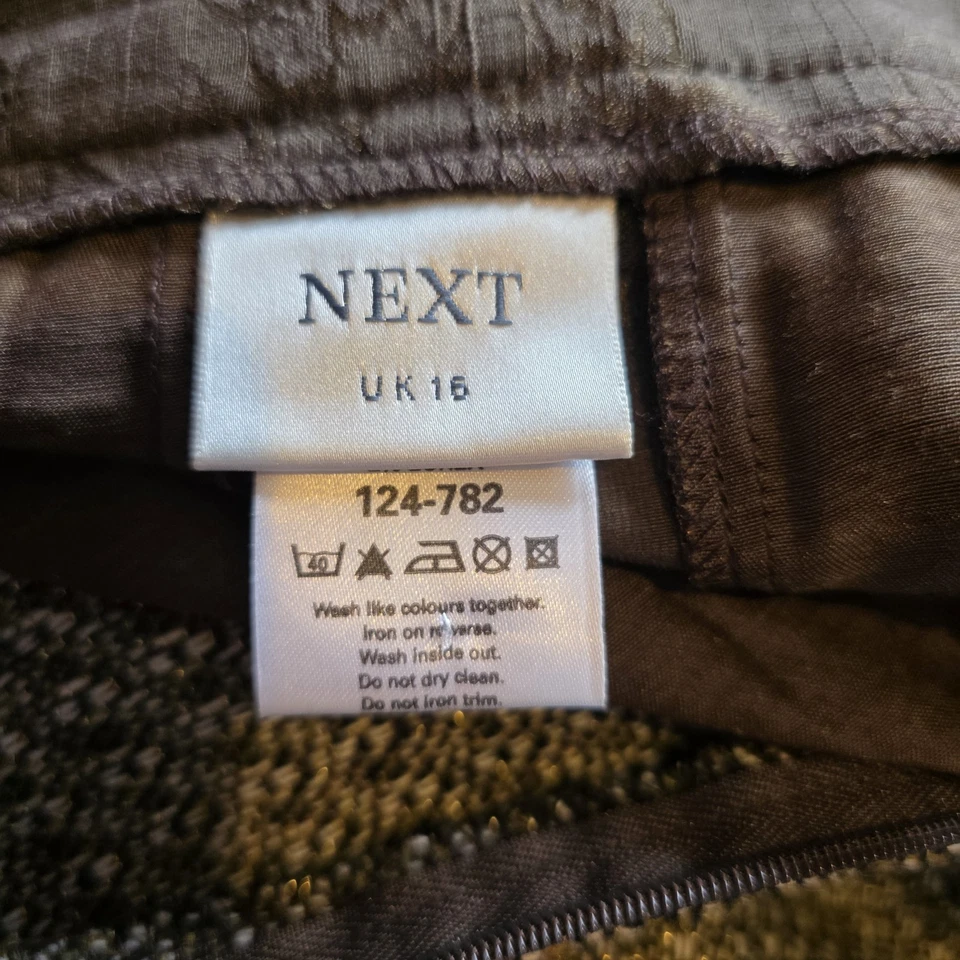 NEXT
UK 16
124-782
40
Wash like colours together.
Iron on reverse.
Wash inside out.
Do not dry clean.
Do not iron trim.